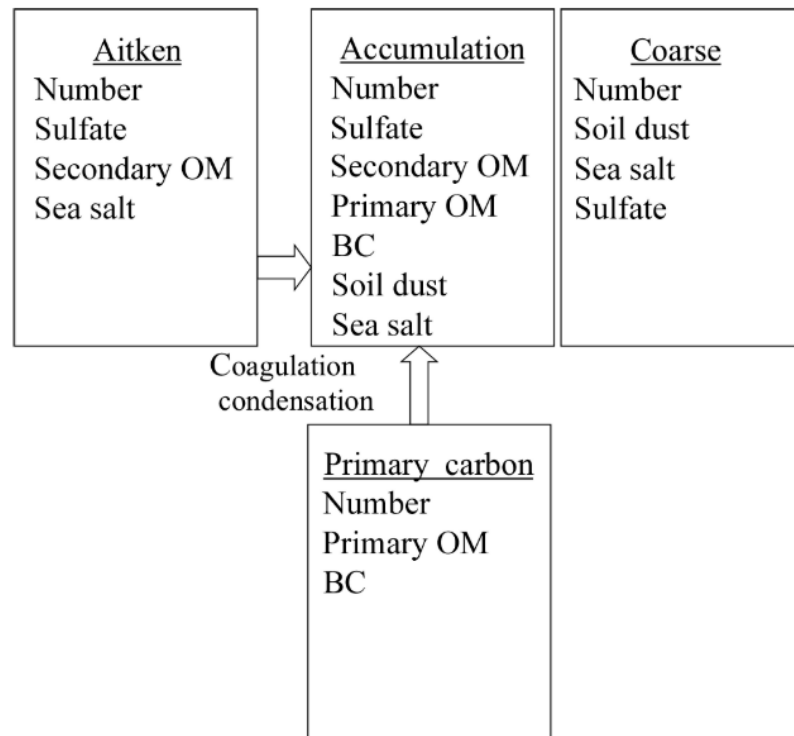 Aitken
Number
Sulfate
Secondary OM
Sea salt
Accumulation
Number
Sulfate
Secondary OM
Primary OM
BC
Soil dust
Sea salt
Coarse
Number
Soil dust
Sea salt
Sulfate
Coagulation
condensation
Primary carbon
Number
Primary OM
BC